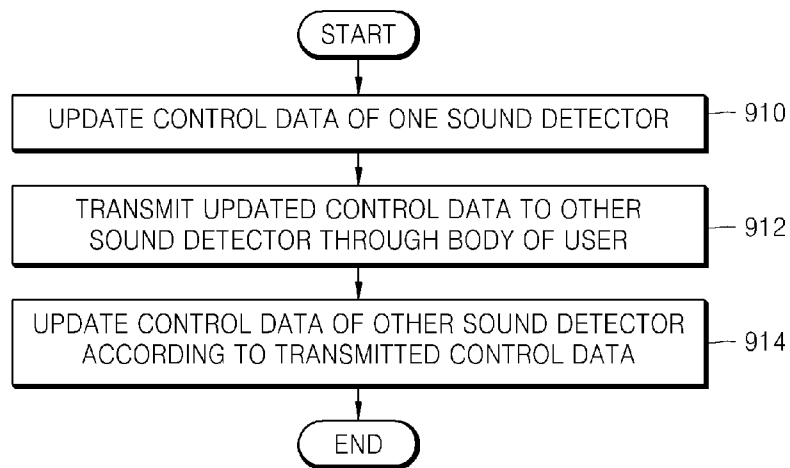 START
UPDATE CONTROL DATA OF ONE SOUND DETECTOR
910
TRANSMIT UPDATED CONTROL DATA TO OTHER
SOUND DETECTOR THROUGH BODY OF USER
912
UPDATE CONTROL DATA OF OTHER SOUND DETECTOR
ACCORDING TO TRANSMITTED CONTROL DATA
914
END